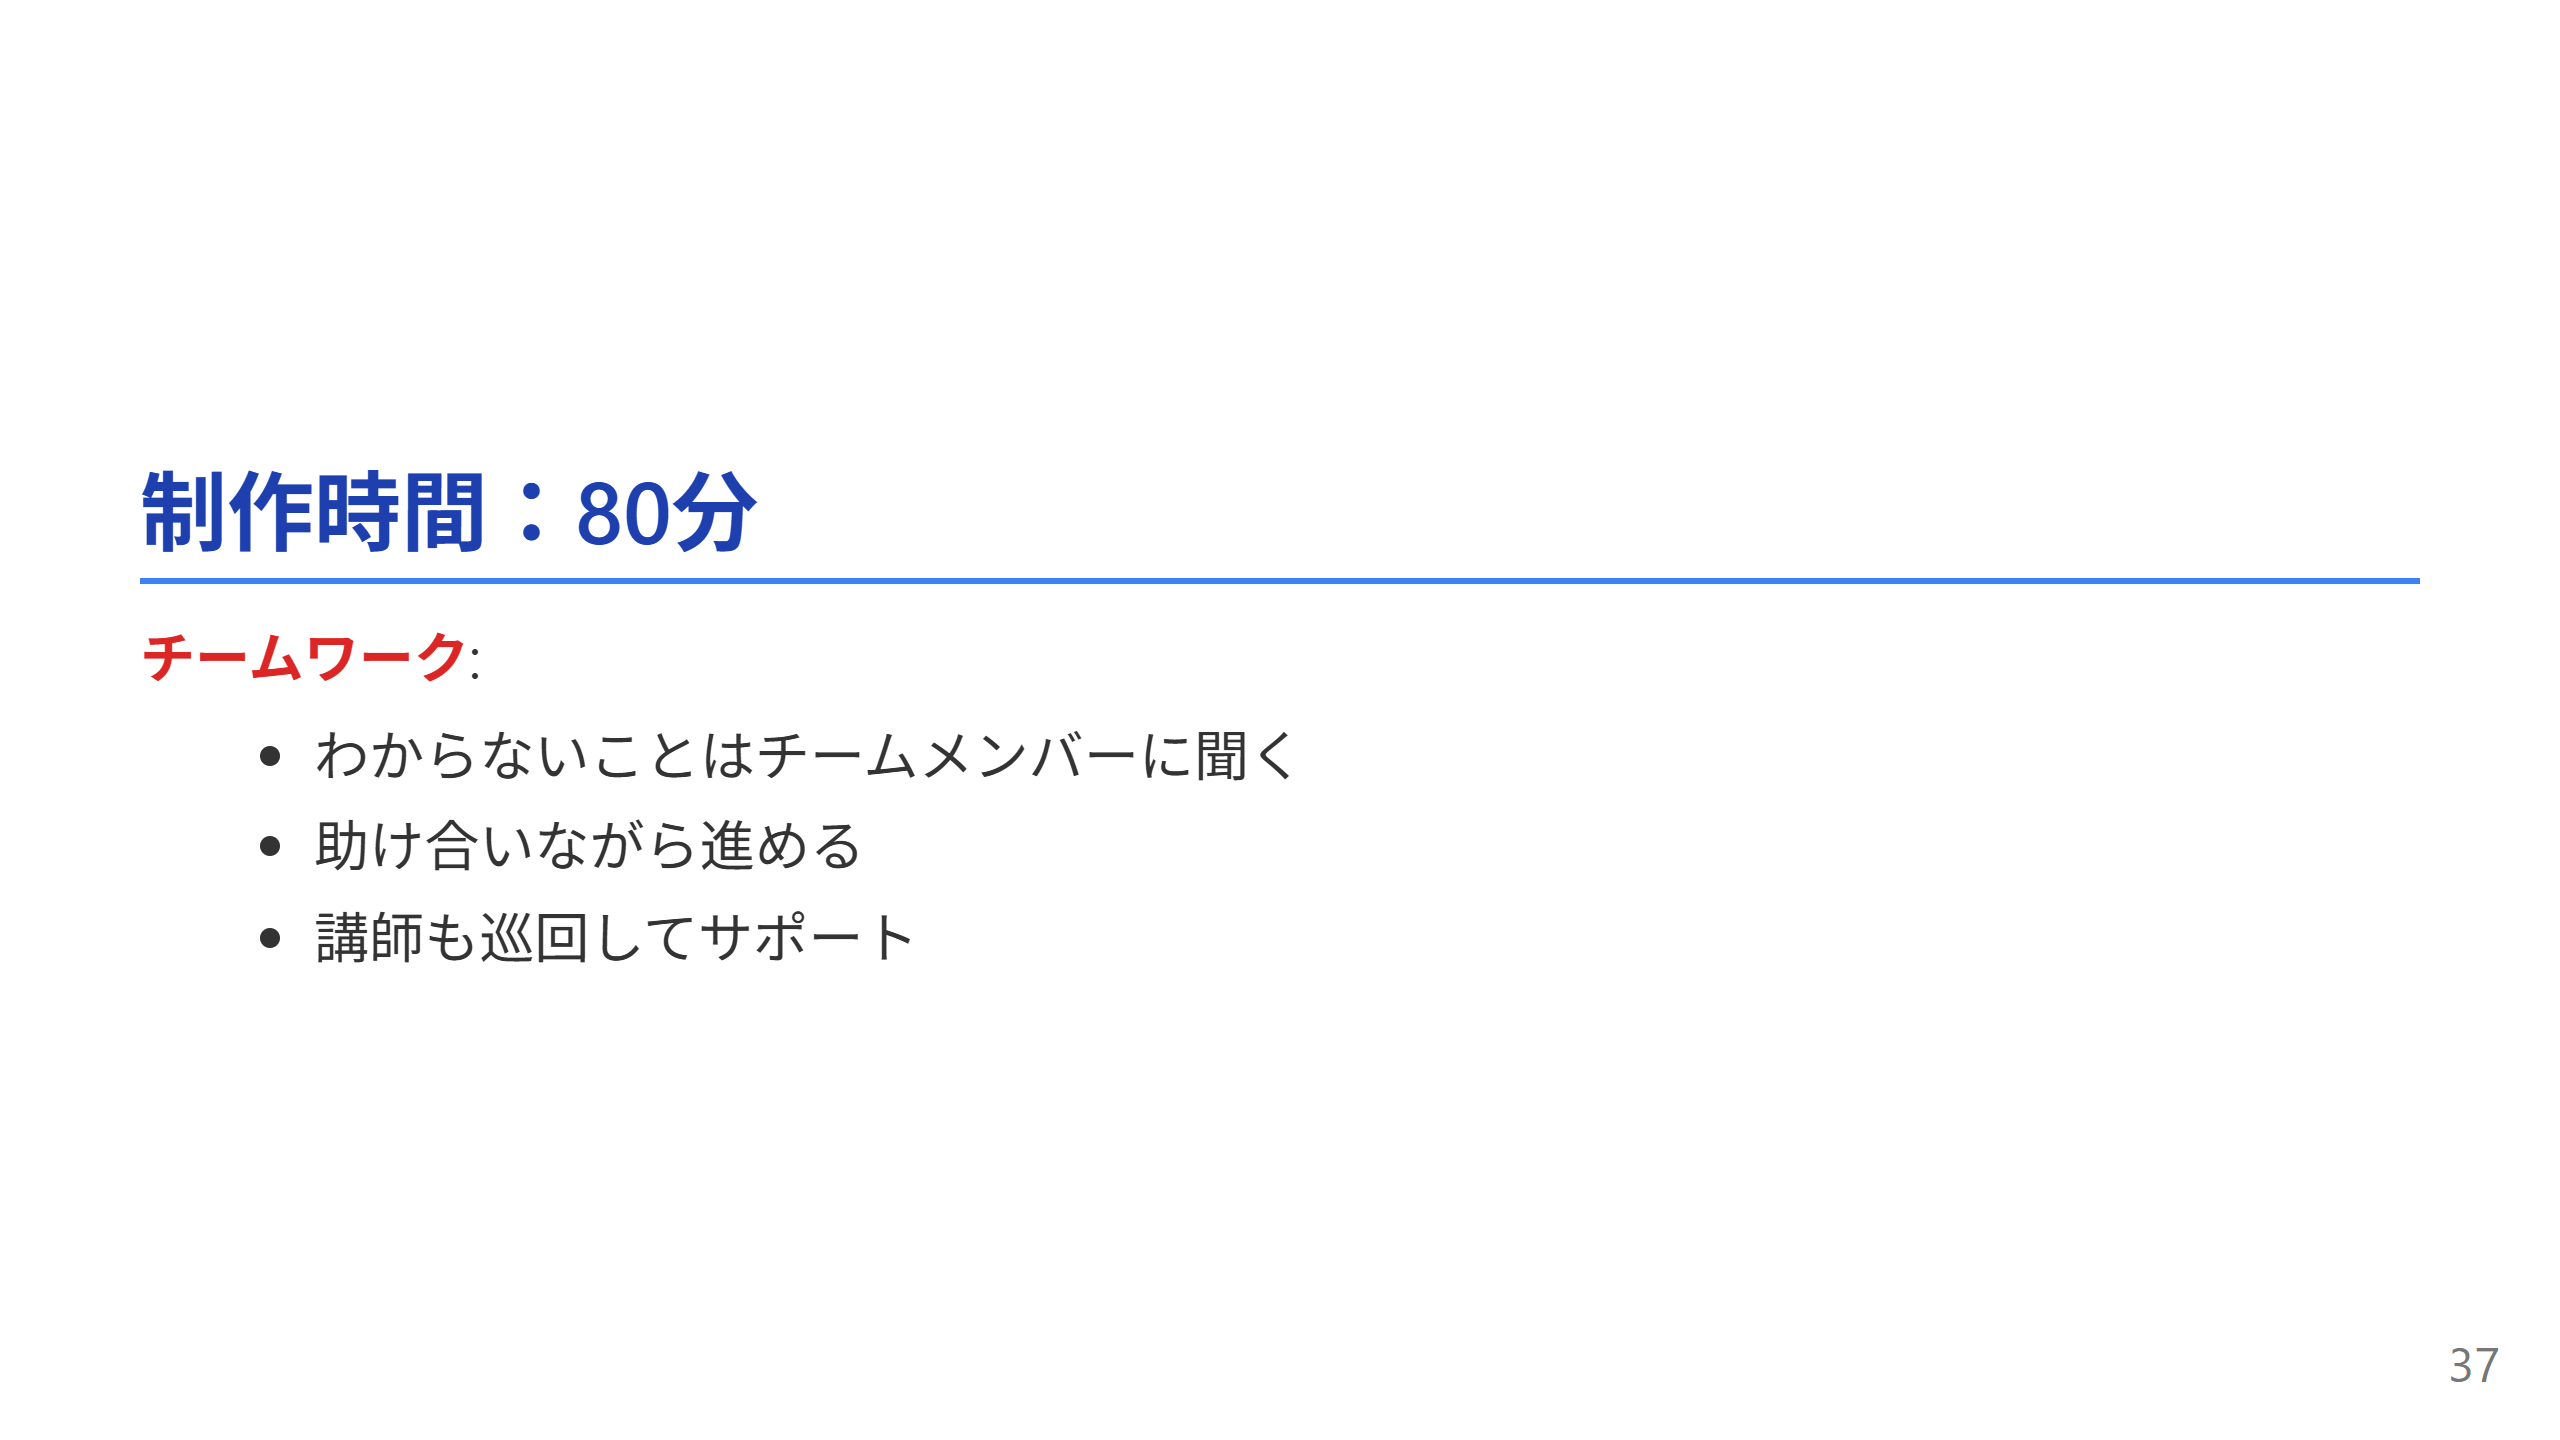 制作時間：80分
チームワーク:
• わからないことはチームメンバーに聞く
• 助け合いながら進める
• 講師も巡回してサポート
37